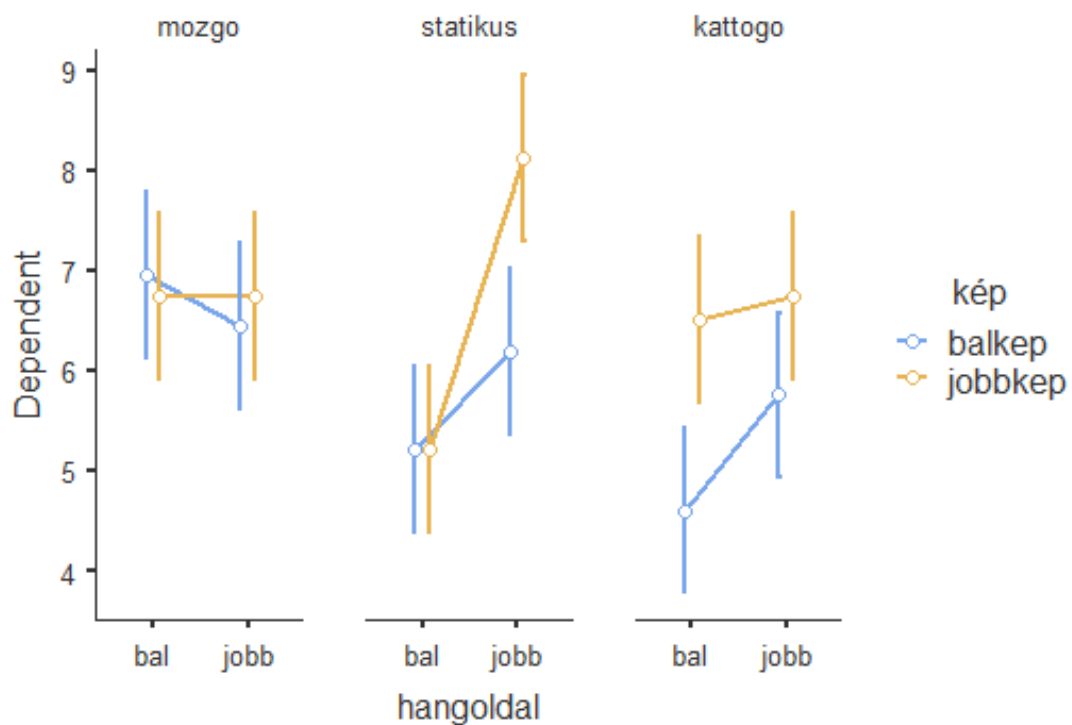 mozgo statikus kattogo
9
8
7
6
5
4
Dependent
bal jobb bal jobb bal jobb
hangoldal
kép
balkep
jobbkep